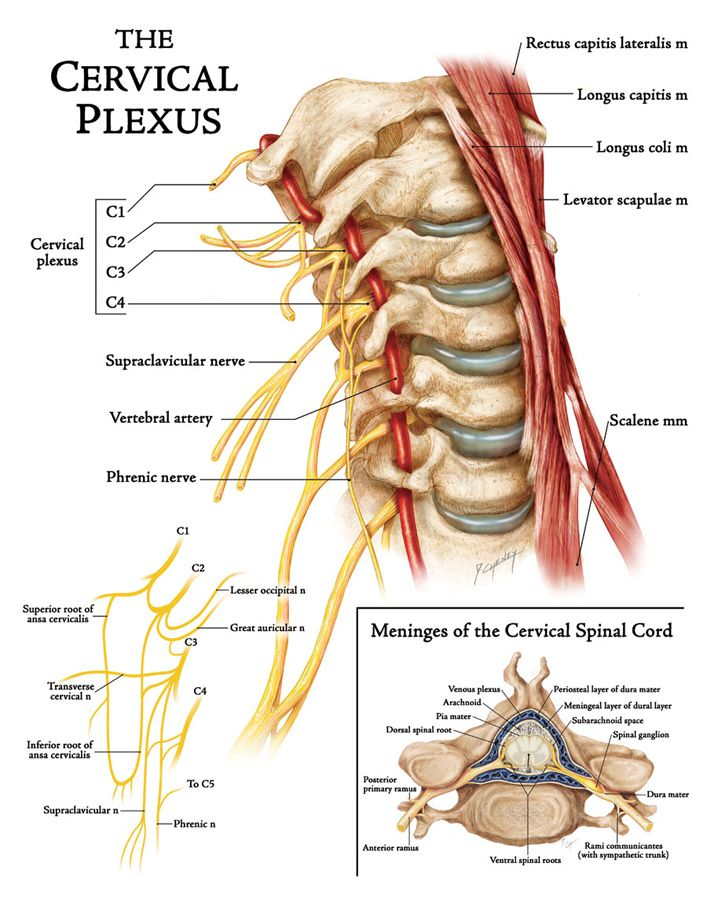 THE
CERVICAL
PLEXUS
Rectus capitis lateralis m
Longus capitis m
Longus coli m
Levator scapulae m
Cervical
plexus
C1
C2
C3
C4
Supraclavicular nerve
Vertebral artery
Phrenic nerve
Scalene mm
P. CHENEY
C1
C2
Lesser occipital n
Superior root of
ansa cervicalis
Great auricular n
C3
Transverse
cervical n
C4
Inferior root of
ansa cervicalis
To C5
Supraclavicular n
Phrenic n
Meninges of the Cervical Spinal Cord
Venous plexus
Arachnoid
Pia mater
Dorsal spinal root
Periosteal layer of dura mater
Meningeal layer of dural layer
Subarachnoid space
Spinal ganglion
Posterior
primary ramus
Dura mater
Anterior ramus
Ventral spinal roots
Rami communicantes
(with sympathetic trunk)